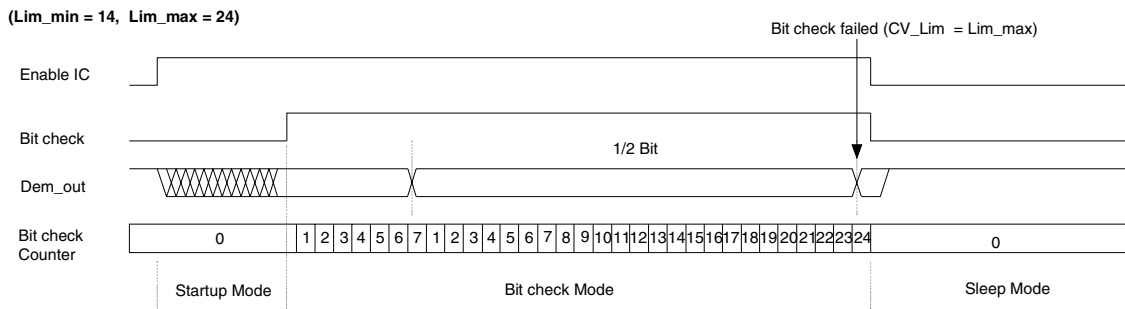 (Lim_min = 14, Lim_max = 24)
Bit check failed (CV_Lim = Lim_max)
Enable IC
Bit check
1/2 Bit
Dem_out
Bit check
Counter
0 1 2 3 4 5 6 7 1 2 3 4 5 6 7 8 9 10 11 12 13 14 15 16 17 18 19 20 21 22 23 24 0
Startup Mode Bit check Mode Sleep Mode